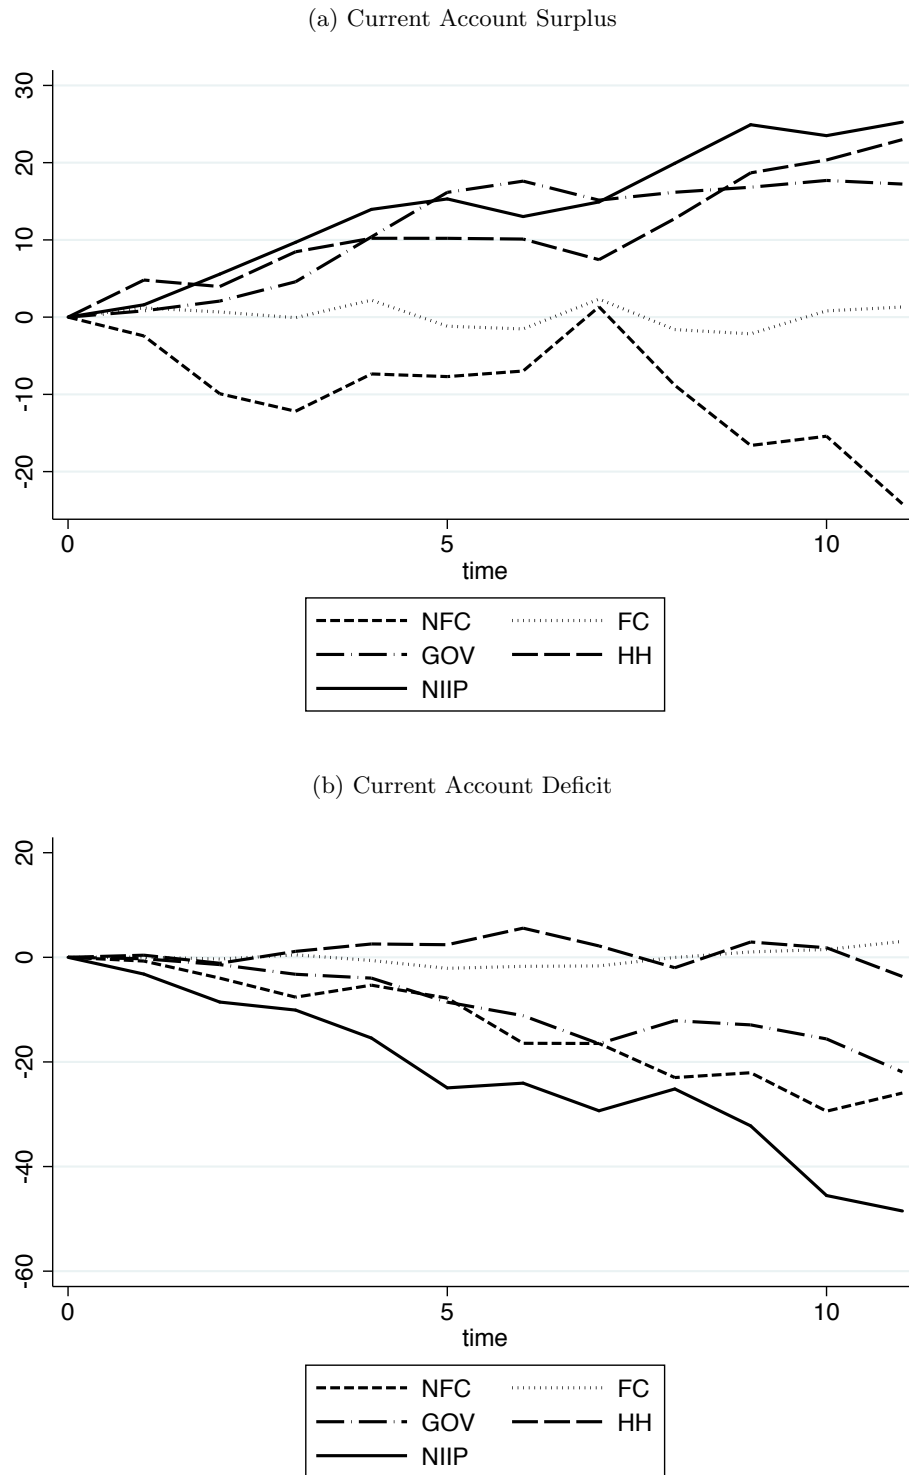 (a) Current Account Surplus
30
20
10
0
-10
-20
0 5 10
time
NFC FC
GOV HH
NIIP
(b) Current Account Deficit
20
0
-20
-40
-60
0 5 10
time
NFC FC
GOV HH
NIIP